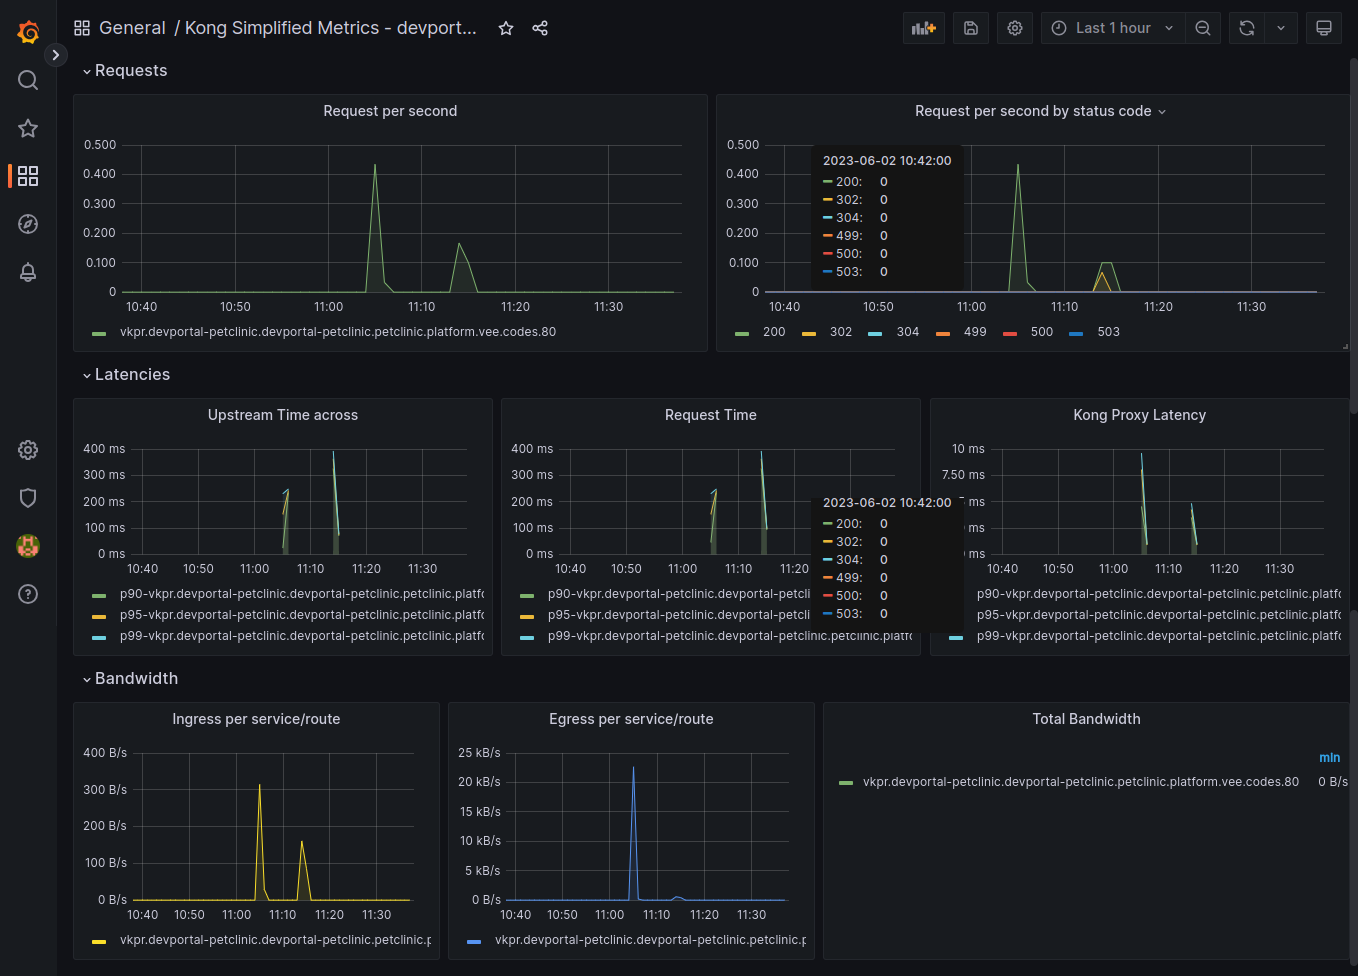 General / Kong Simplified Metrics - devport...
Last 1 hour
Requests
Request per second
0.500
0.400
0.300
0.200
0.100
0
10:40 10:50 11:00 11:10 11:20 11:30
vkpr.devportal-petclinic.devportal-petclinic.petclinic.platform.vee.codes.80
Request per second by status code
0.500
0.400
0.300
0.200
0.100
0
10:40 10:50 11:00 11:10 11:20 11:30
200 302 304 499 500 503
2023-06-02 10:42:00
200: 0
302: 0
304: 0
499: 0
500: 0
503: 0
Latencies
Upstream Time across
400 ms
300 ms
200 ms
100 ms
0 ms
10:40 10:50 11:00 11:10 11:20 11:30
p90-vkpr.devportal-petclinic.devportal-petclinic.petclinic.platfo
p95-vkpr.devportal-petclinic.devportal-petclinic.petclinic.platfo
p99-vkpr.devportal-petclinic.devportal-petclinic.petclinic.platfo
Request Time
400 ms
300 ms
200 ms
100 ms
0 ms
10:40 10:50 11:00 11:10 11:20
p90-vkpr.devportal-petclinic.devportal-petcli
p95-vkpr.devportal-petclinic.devportal-petcli
p99-vkpr.devportal-petclinic.devportal-petclinic.petclinic.platfo
2023-06-02 10:42:00
200: 0
302: 0
304: 0
499: 0
500: 0
503: 0
Kong Proxy Latency
10 ms
7.50 ms
ms
ms
ms
10:40 10:50 11:00 11:10 11:20 11:30
p90-vkpr.devportal-petclinic.devportal-petclinic.petclinic.platfo
p95-vkpr.devportal-petclinic.devportal-petclinic.petclinic.platfo
p99-vkpr.devportal-petclinic.devportal-petclinic.petclinic.platfo
Bandwidth
Ingress per service/route
400 B/s
300 B/s
200 B/s
100 B/s
0 B/s
10:40 10:50 11:00 11:10 11:20 11:30
vkpr.devportal-petclinic.devportal-petclinic.petclinic.p
Egress per service/route
25 kB/s
20 kB/s
15 kB/s
10 kB/s
5 kB/s
0 B/s
10:40 10:50 11:00 11:10 11:20 11:30
vkpr.devportal-petclinic.devportal-petclinic.petclinic.p
Total Bandwidth
min
vkpr.devportal-petclinic.devportal-petclinic.petclinic.platform.vee.codes.80 0 B/s